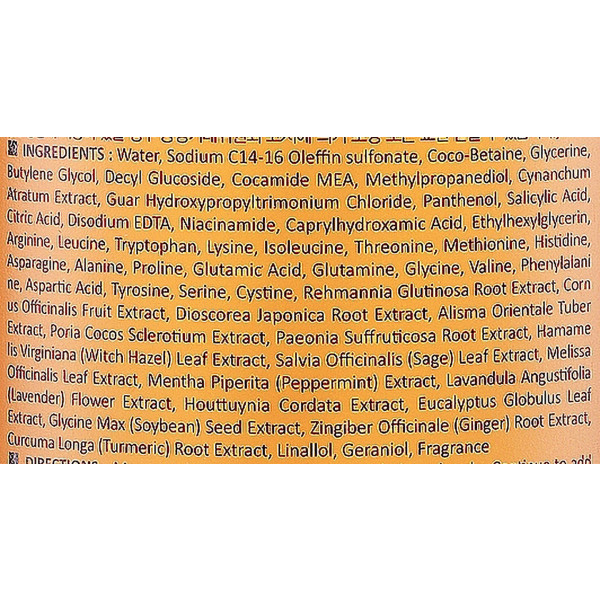 INGREDIENTS : Water, Sodium C14-16 Oleffin sulfonate, Coco-Betaine, Glycerine,
Butylene Glycol, Decyl Glucoside, Cocamide MEA, Methylpropanediol, Cynanchum
Atratum Extract, Guar Hydroxypropyltrimonium Chloride, Panthenol, Salicylic Acid,
Citric Acid, Disodium EDTA, Niacinamide, Caprylhydroxamic Acid, Ethylhexylglycerin,
Arginine, Leucine, Tryptophan, Lysine, Isoleucine, Threonine, Methionine, Histidine,
Asparagine, Alanine, Proline, Glutamic Acid, Glutamine, Glycine, Valine, Phenylalani
ne, Aspartic Acid, Tyrosine, Serine, Cystine, Rehmannia Glutinosa Root Extract, Corn
us Officinalis Fruit Extract, Dioscorea Japonica Root Extract, Alisma Orientale Tuber
Extract, Poria Cocos Sclerotium Extract, Paeonia Suffruticosa Root Extract, Hamame
lis Virginiana (Witch Hazel) Leaf Extract, Salvia Officinalis (Sage) Leaf Extract, Melissa
Officinalis Leaf Extract, Mentha Piperita (Peppermint) Extract, Lavandula Angustifolia
(Lavender) Flower Extract, Houttuynia Cordata Extract, Eucalyptus Globulus Leaf
Extract, Glycine Max (Soybean) Seed Extract, Zingiber Officinale (Ginger) Root Extract,
Curcuma Longa (Turmeric) Root Extract, Linallol, Geraniol, Fragrance
DIRECTIONS Continue to add